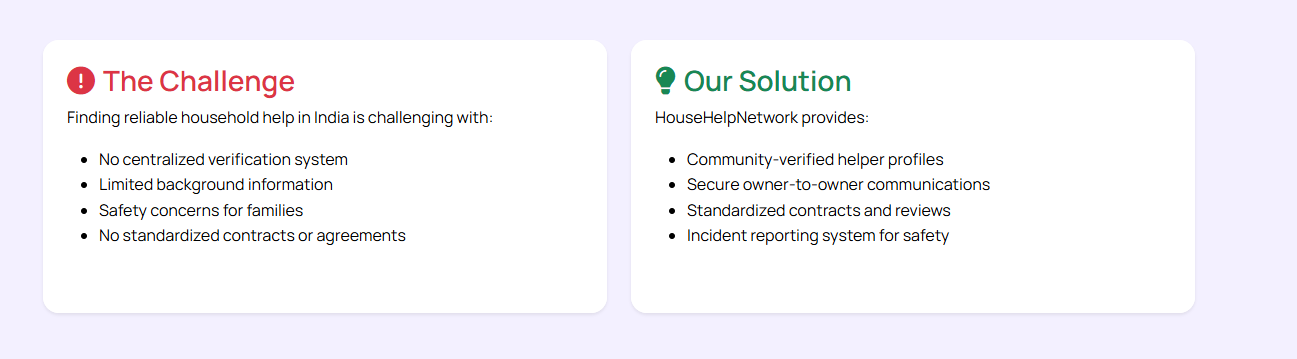 The Challenge
Finding reliable household help in India is challenging with:
No centralized verification system
Limited background information
Safety concerns for families
No standardized contracts or agreements
Our Solution
HouseHelpNetwork provides:
Community-verified helper profiles
Secure owner-to-owner communications
Standardized contracts and reviews
Incident reporting system for safety